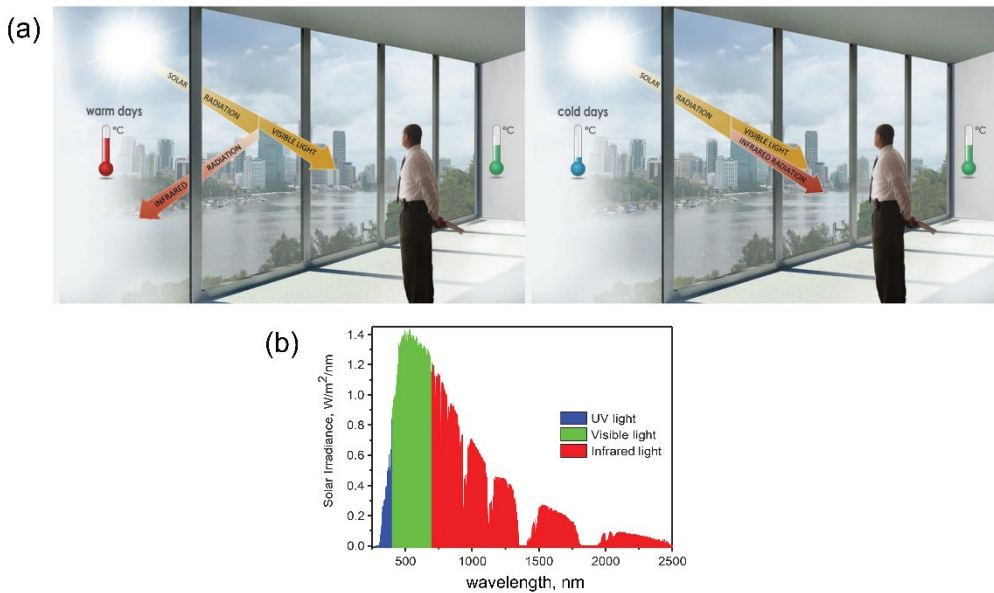 (a)
SOLAR RADIATION
warm days
°C
VISIBLE LIGHT
INFRARED RADIATION
°C
SOLAR RADIATION
cold days
°C
VISIBLE LIGHT
INFRARED RADIATION
°C
(b)
Solar Irradiance, W/m²/nm
1.4
1.2
1.0
0.8
0.6
0.4
0.2
0.0
UV light
Visible light
Infrared light
500
1000
1500
2000
2500
wavelength, nm